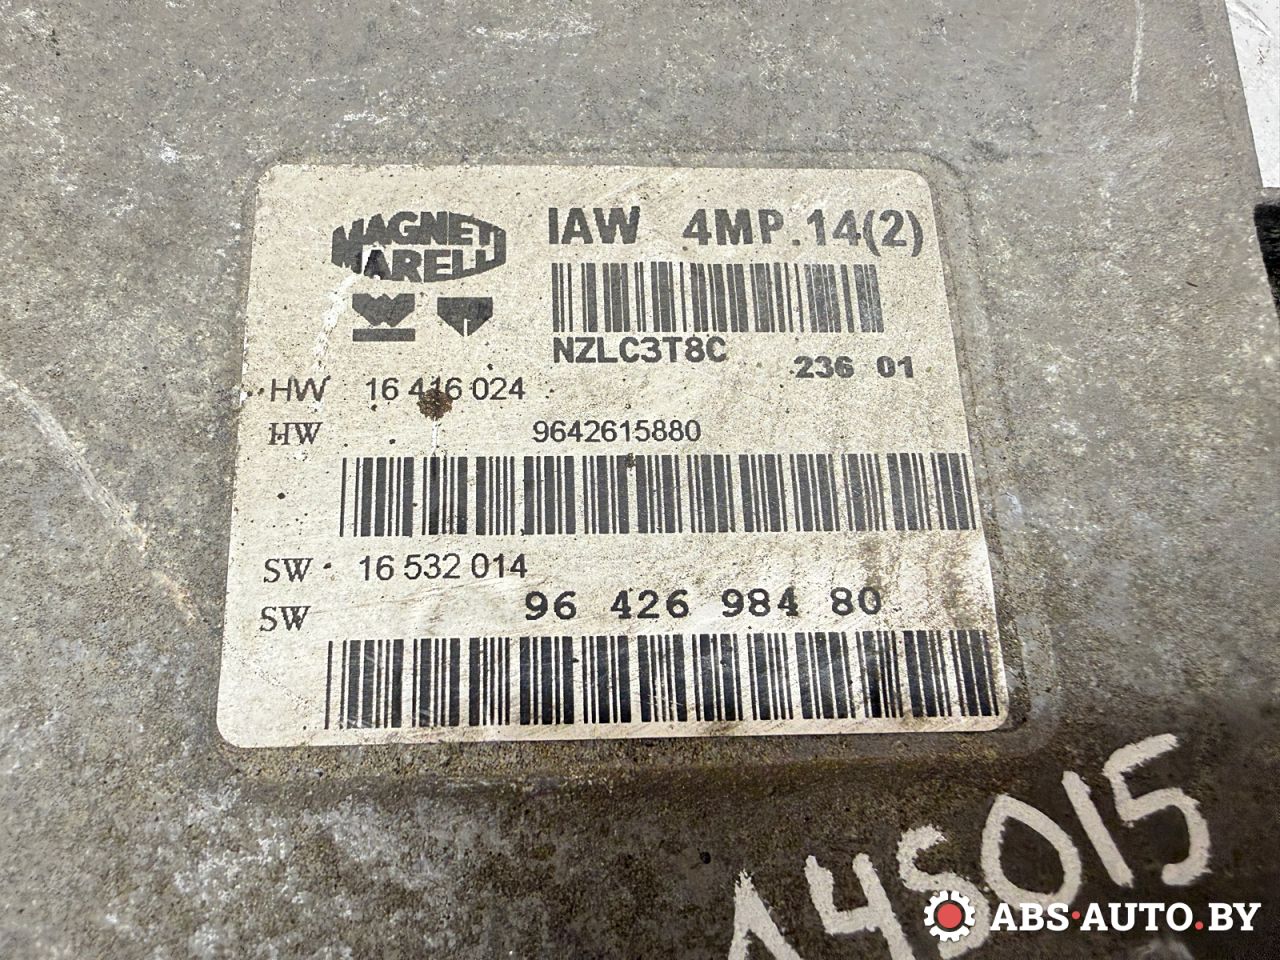 MAGNETI
MARELLI
IAW 4MP.14(2)
NZLC3T8C
236 01
HW 16 416 024
HW 9642615880
SW 16 532 014
SW 96 426 984 80
A45015
ABS-AUTO.BY